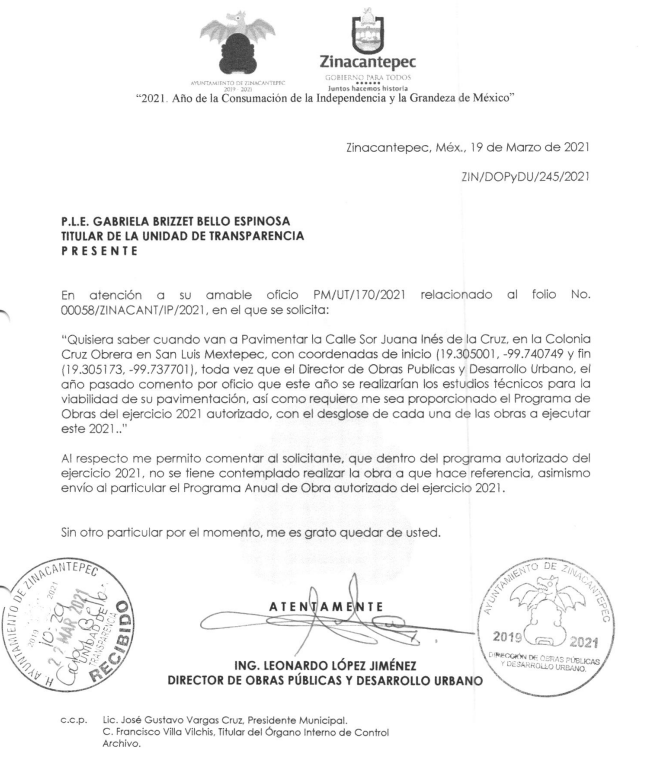 AYUNTAMIENTO DE ZINACANTEPEC
2019 - 2021
Zinacantepec
GOBIERNO PARA TODOS
Juntos hacemos historia
“2021. Año de la Consumación de la Independencia y la Grandeza de México”
Zinacantepec, Méx., 19 de Marzo de 2021
ZIN/DOPyDU/245/2021
P.L.E. GABRIELA BRIZZET BELLO ESPINOSA
TITULAR DE LA UNIDAD DE TRANSPARENCIA
P R E S E N T E
En atención a su amable oficio PM/UT/170/2021 relacionado al folio No.
00058/ZINACANT/IP/2021, en el que se solicita:
“Quisiera saber cuando van a Pavimentar la Calle Sor Juana Inés de la Cruz, en la Colonia
Cruz Obrera en San Luis Mextepec, con coordenadas de inicio (19.305001, -99.740749 y fin
(19.305173, -99.737701), toda vez que el Director de Obras Publicas y Desarrollo Urbano, el
año pasado comento por oficio que este año se realizarían los estudios técnicos para la
viabilidad de su pavimentación, así como requiero me sea proporcionado el Programa de
Obras del ejercicio 2021 autorizado, con el desglose de cada una de las obras a ejecutar
este 2021..”
Al respecto me permito comentar al solicitante, que dentro del programa autorizado del
ejercicio 2021, no se tiene contemplado realizar la obra a que hace referencia, asimismo
envío al particular el Programa Anual de Obra autorizado del ejercicio 2021.
Sin otro particular por el momento, me es grato quedar de usted.
H AYUNTAMIENTO DE ZINACANTEPEC
2019 2021
10:29
22 MAR 2021
UNIDAD DE
TRANSPARENCIA
RECIBIDO
A T E N T A M E N T E
AYUNTAMIENTO DE ZINACANTEPEC
2019 2021
DIRECCIÓN DE OBRAS PÚBLICAS
Y DESARROLLO URBANO.
ING. LEONARDO LÓPEZ JIMÉNEZ
DIRECTOR DE OBRAS PÚBLICAS Y DESARROLLO URBANO
c.c.p. Lic. José Gustavo Vargas Cruz, Presidente Municipal.
C. Francisco Villa Vilchis, Titular del Órgano Interno de Control
Archivo.